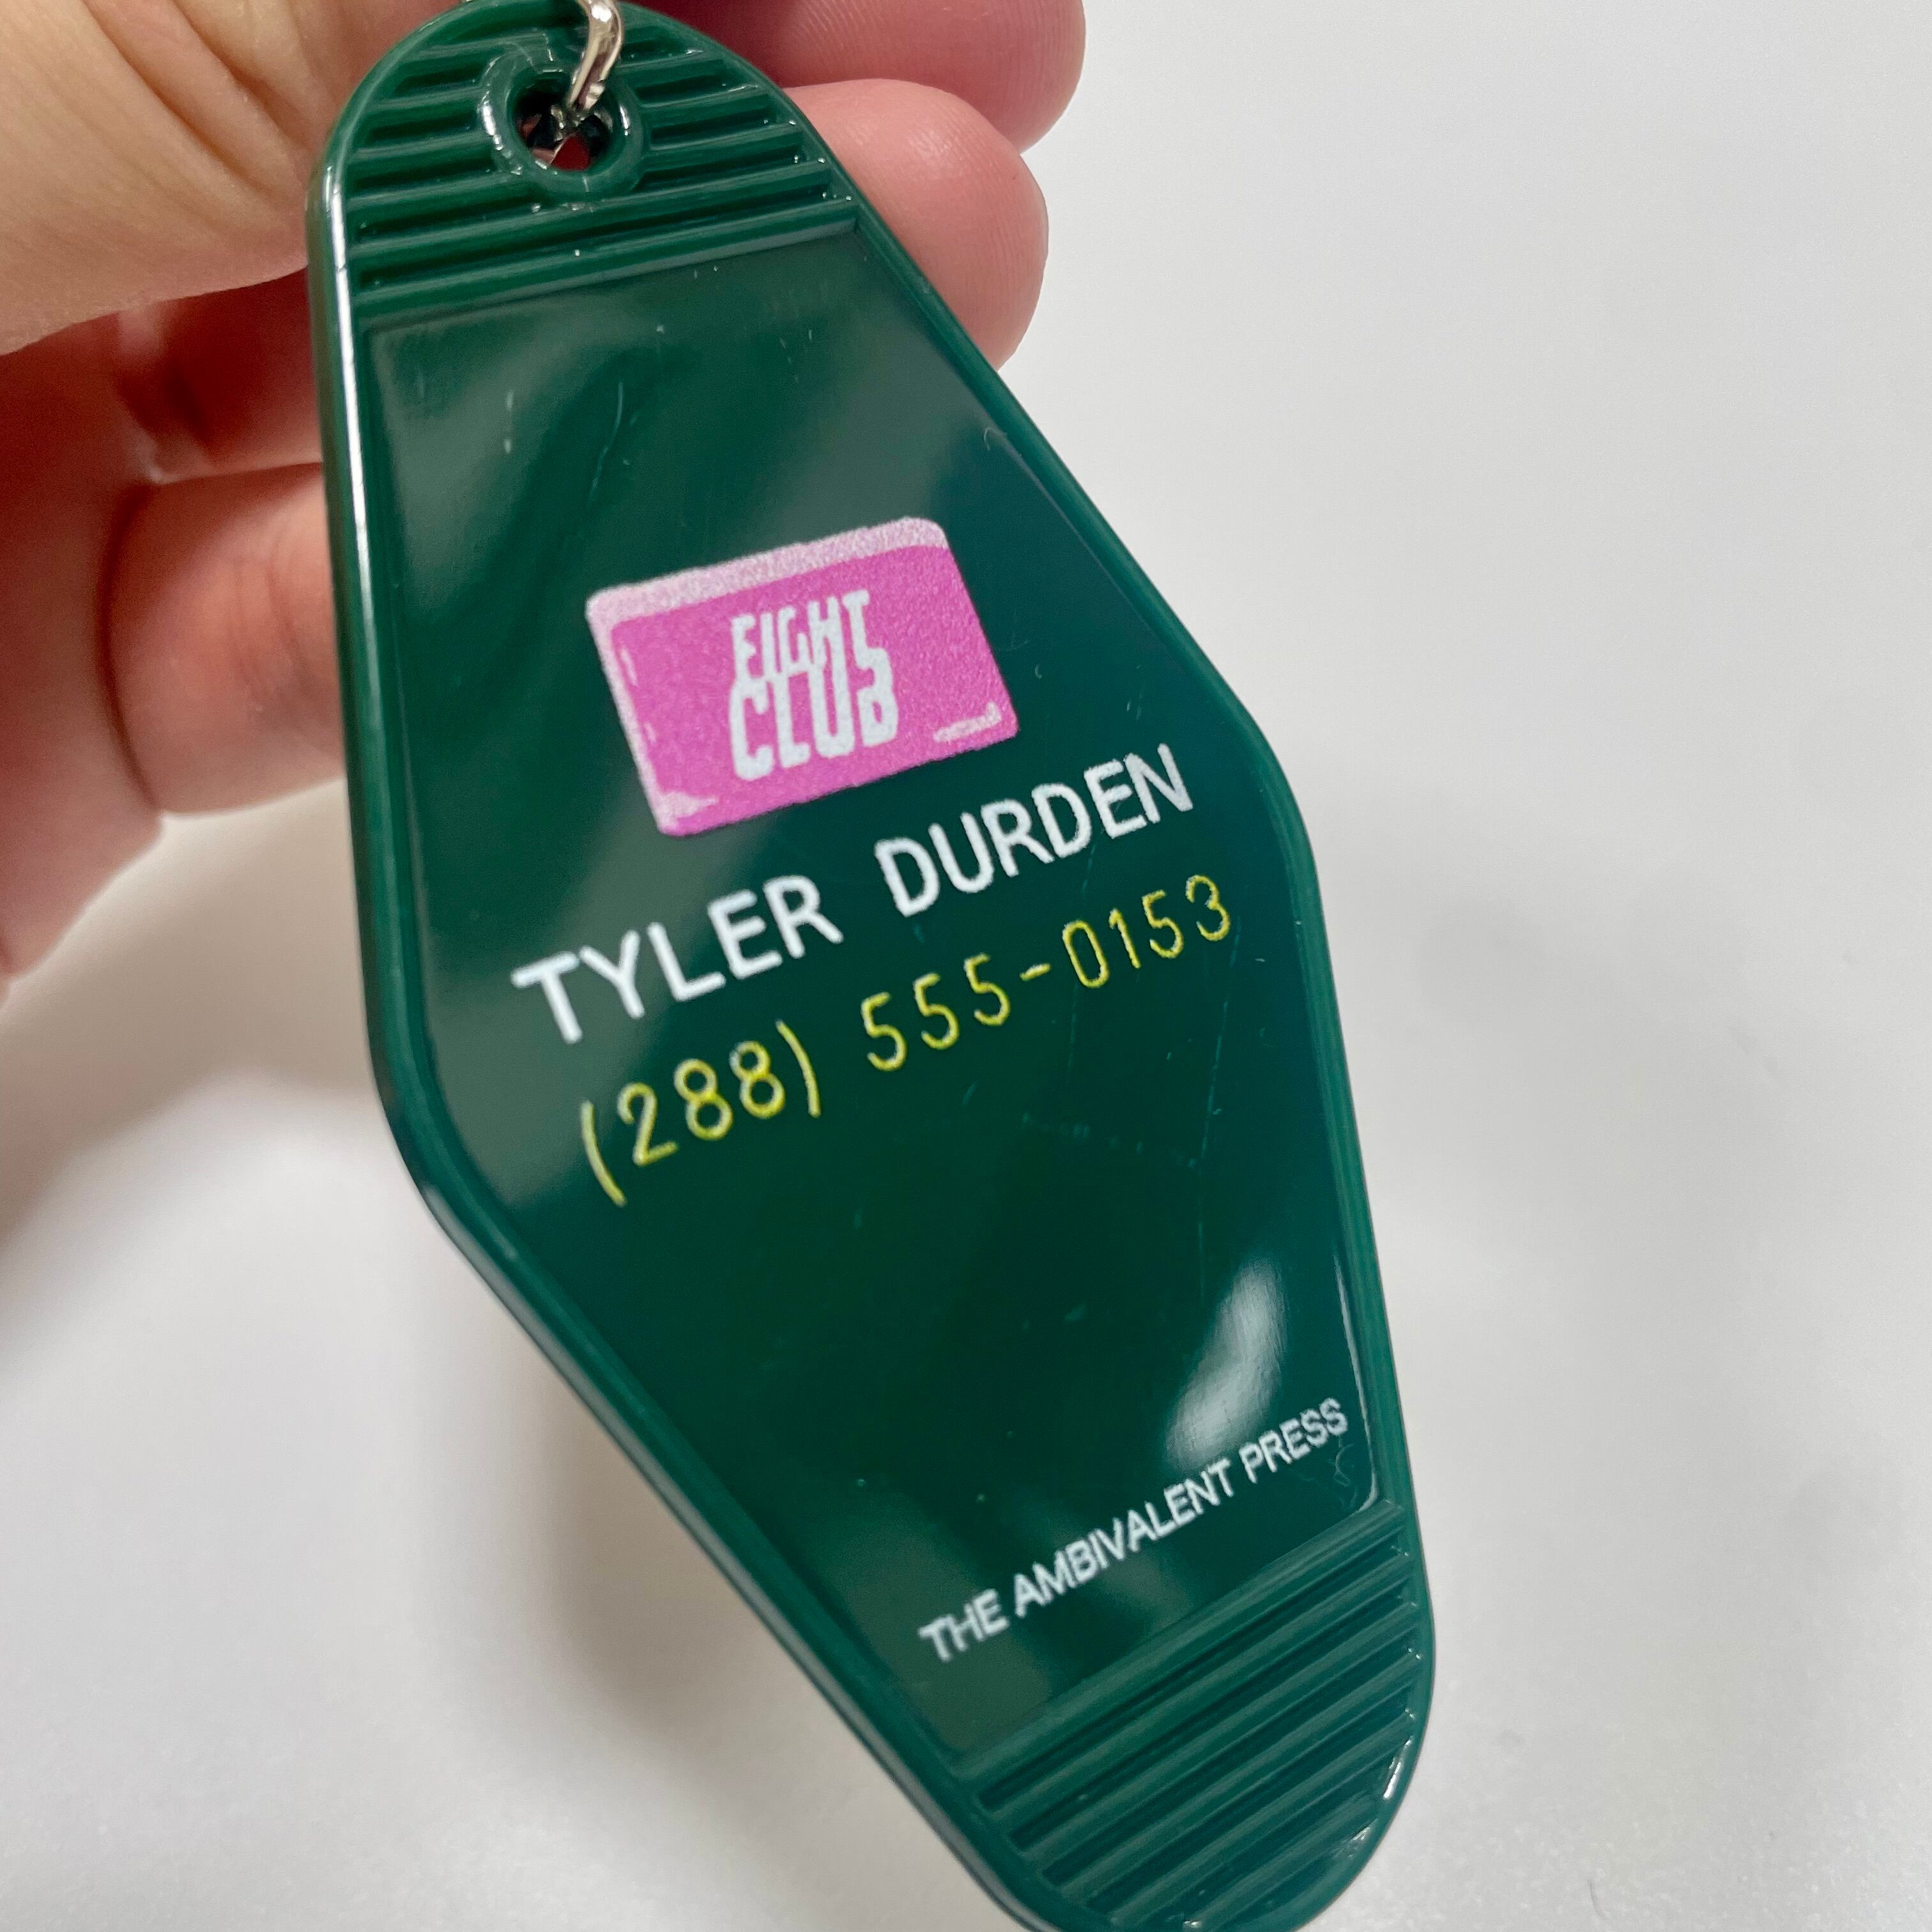 FIGHT
CLUB
TYLER DURDEN
(288) 555-0153
THE AMBIVALENT PRESS